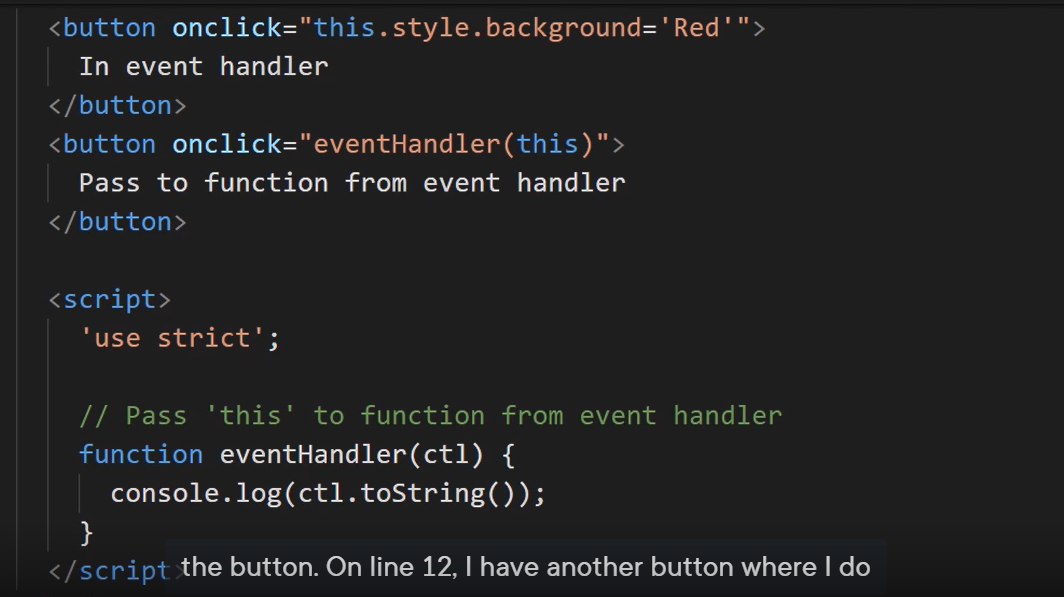 <button onclick="this.style.background='Red'">
In event handler
</button>
<button onclick="eventHandler(this)">
Pass to function from event handler
</button>
<script>
'use strict';
// Pass 'this' to function from event handler
function eventHandler(ctl) {
console.log(ctl.toString());
}
</script>
the button. On line 12, I have another button where I do